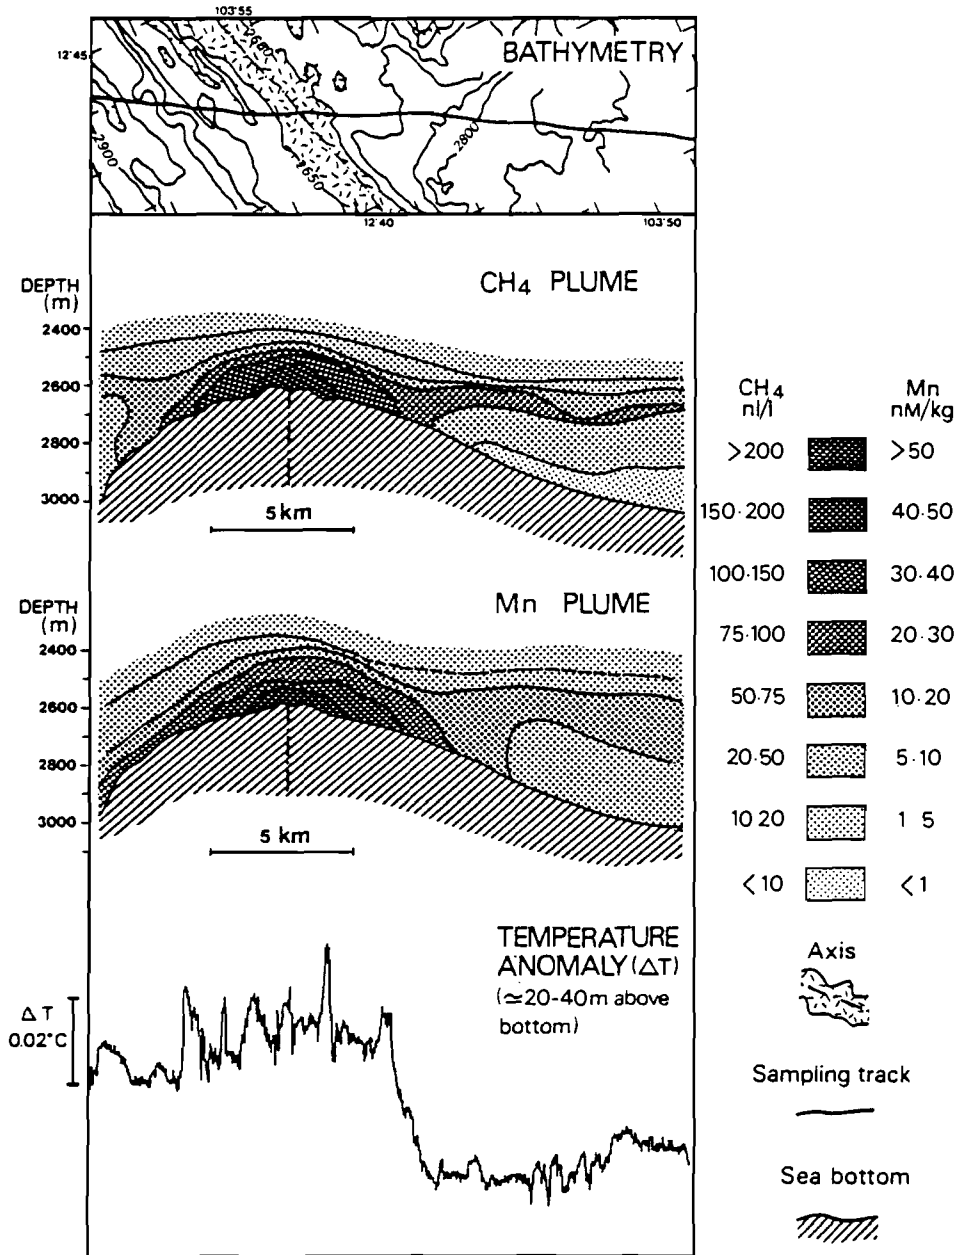 103°55
12°45
2680
BATHYMETRY
2900
2650
2800
12°40
103°50
DEPTH
(m)
CH4 PLUME
2400
2600
2800
3000
5 km
DEPTH
(m)
Mn PLUME
2400
2600
2800
3000
5 km
TEMPERATURE
ANOMALY (ΔT)
(≃20-40m above
bottom)
ΔT
0.02°C
CH4
nl/l
Mn
nM/kg
>200
>50
150·200
40·50
100·150
30·40
75·100
20·30
50·75
10·20
20·50
5·10
10 20
1 5
<10
<1
Axis
Sampling track
Sea bottom